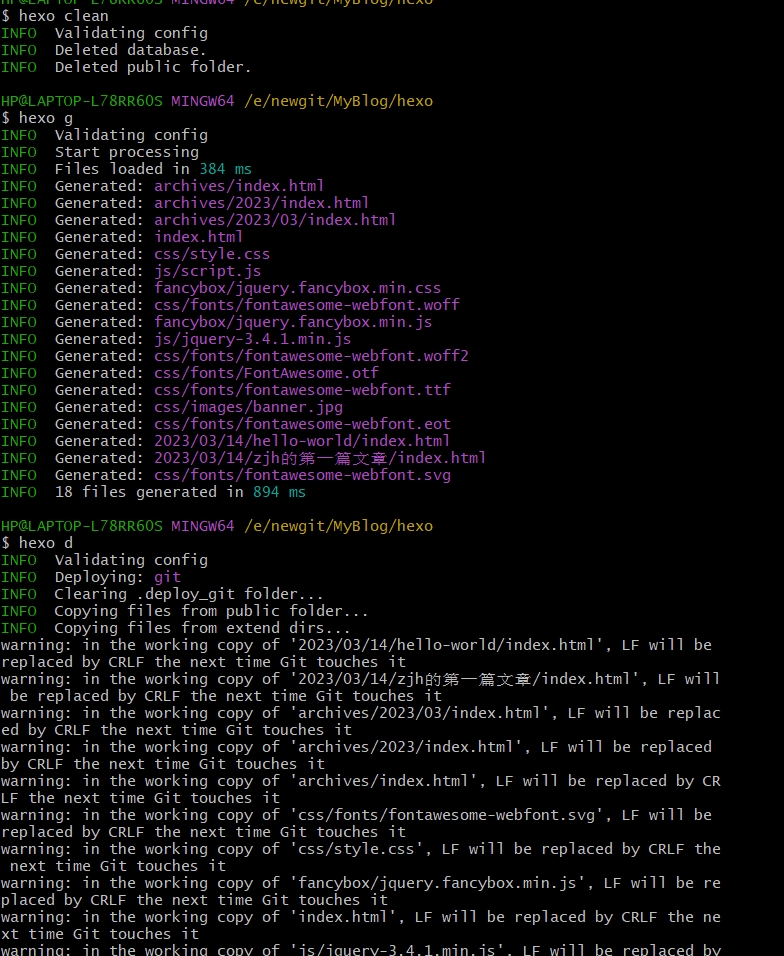 HP@LAPTOP-L78RR6OS MINGW64 /e/newgit/MyBlog/hexo
$ hexo clean
INFO  Validating config
INFO  Deleted database.
INFO  Deleted public folder.
HP@LAPTOP-L78RR6OS MINGW64 /e/newgit/MyBlog/hexo
$ hexo g
INFO  Validating config
INFO  Start processing
INFO  Files loaded in 384 ms
INFO  Generated: archives/index.html
INFO  Generated: archives/2023/index.html
INFO  Generated: archives/2023/03/index.html
INFO  Generated: index.html
INFO  Generated: css/style.css
INFO  Generated: js/script.js
INFO  Generated: fancybox/jquery.fancybox.min.css
INFO  Generated: css/fonts/fontawesome-webfont.woff
INFO  Generated: fancybox/jquery.fancybox.min.js
INFO  Generated: js/jquery-3.4.1.min.js
INFO  Generated: css/fonts/fontawesome-webfont.woff2
INFO  Generated: css/fonts/FontAwesome.otf
INFO  Generated: css/fonts/fontawesome-webfont.ttf
INFO  Generated: css/images/banner.jpg
INFO  Generated: css/fonts/fontawesome-webfont.eot
INFO  Generated: 2023/03/14/hello-world/index.html
INFO  Generated: 2023/03/14/zjh的第一篇文章/index.html
INFO  Generated: css/fonts/fontawesome-webfont.svg
INFO  18 files generated in 894 ms
HP@LAPTOP-L78RR6OS MINGW64 /e/newgit/MyBlog/hexo
$ hexo d
INFO  Validating config
INFO  Deploying: git
INFO  Clearing .deploy_git folder...
INFO  Copying files from public folder...
INFO  Copying files from extend dirs...
warning: in the working copy of '2023/03/14/hello-world/index.html', LF will be
replaced by CRLF the next time Git touches it
warning: in the working copy of '2023/03/14/zjh的第一篇文章/index.html', LF will
 be replaced by CRLF the next time Git touches it
warning: in the working copy of 'archives/2023/03/index.html', LF will be replac
ed by CRLF the next time Git touches it
warning: in the working copy of 'archives/2023/index.html', LF will be replaced
by CRLF the next time Git touches it
warning: in the working copy of 'archives/index.html', LF will be replaced by CR
LF the next time Git touches it
warning: in the working copy of 'css/fonts/fontawesome-webfont.svg', LF will be
replaced by CRLF the next time Git touches it
warning: in the working copy of 'css/style.css', LF will be replaced by CRLF the
 next time Git touches it
warning: in the working copy of 'fancybox/jquery.fancybox.min.js', LF will be re
placed by CRLF the next time Git touches it
warning: in the working copy of 'index.html', LF will be replaced by CRLF the ne
xt time Git touches it
warning: in the working copy of 'js/jquery-3.4.1.min.js', LF will be replaced by